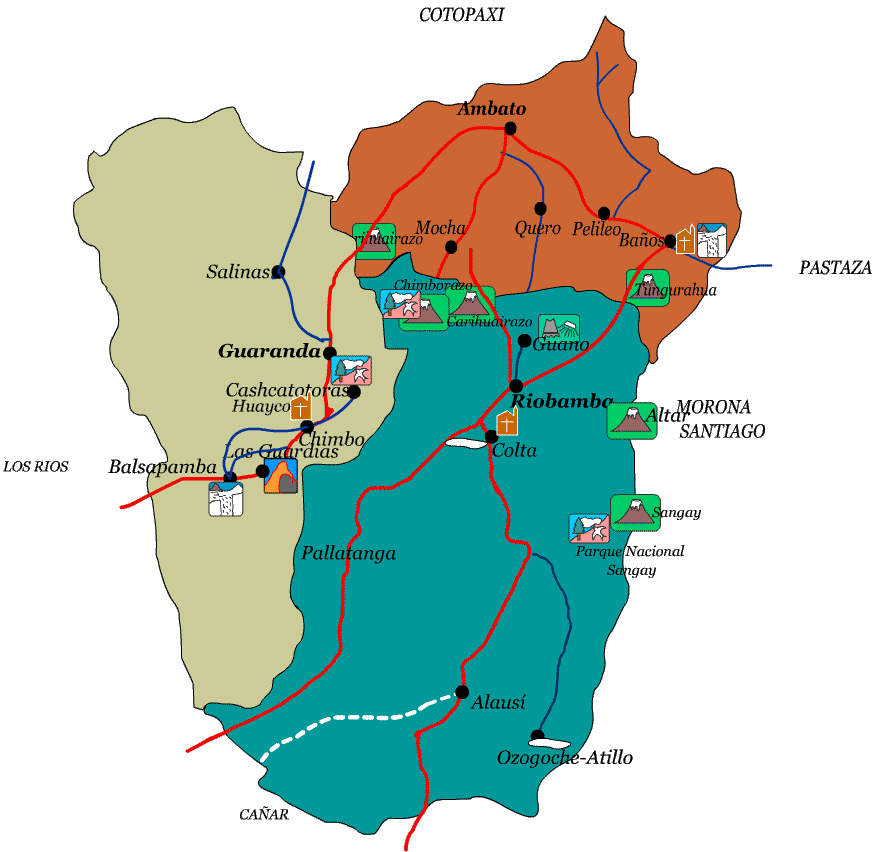 COTOPAXI
Ambato
Mocha
Quero
Pelileo
Baños
rihuairazo
Salinas
PASTAZA
Chimborazo
Tungurahua
Carihuairazo
Guano
Guaranda
Cashcatotoras
Huayco
Riobamba
Altar
MORONA
SANTIAGO
Chimbo
Las Guardias
Colta
LOS RIOS
Balsapamba
Sangay
Pallatanga
Parque Nacional
Sangay
Alausí
Ozogoche-Atillo
CAÑAR